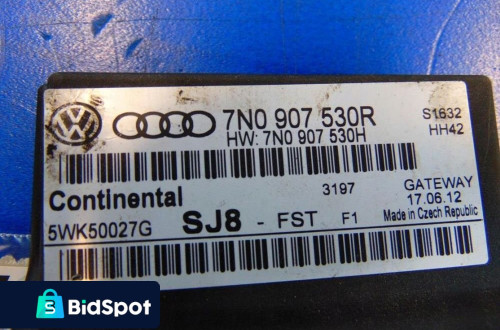 7N0 907 530R
HW: 7N0 907 530H
S1632
HH42
Continental
3197
GATEWAY
5WK50027G
SJ8 - FST F1
17.06.12
Made in Czech Republic
BidSpot